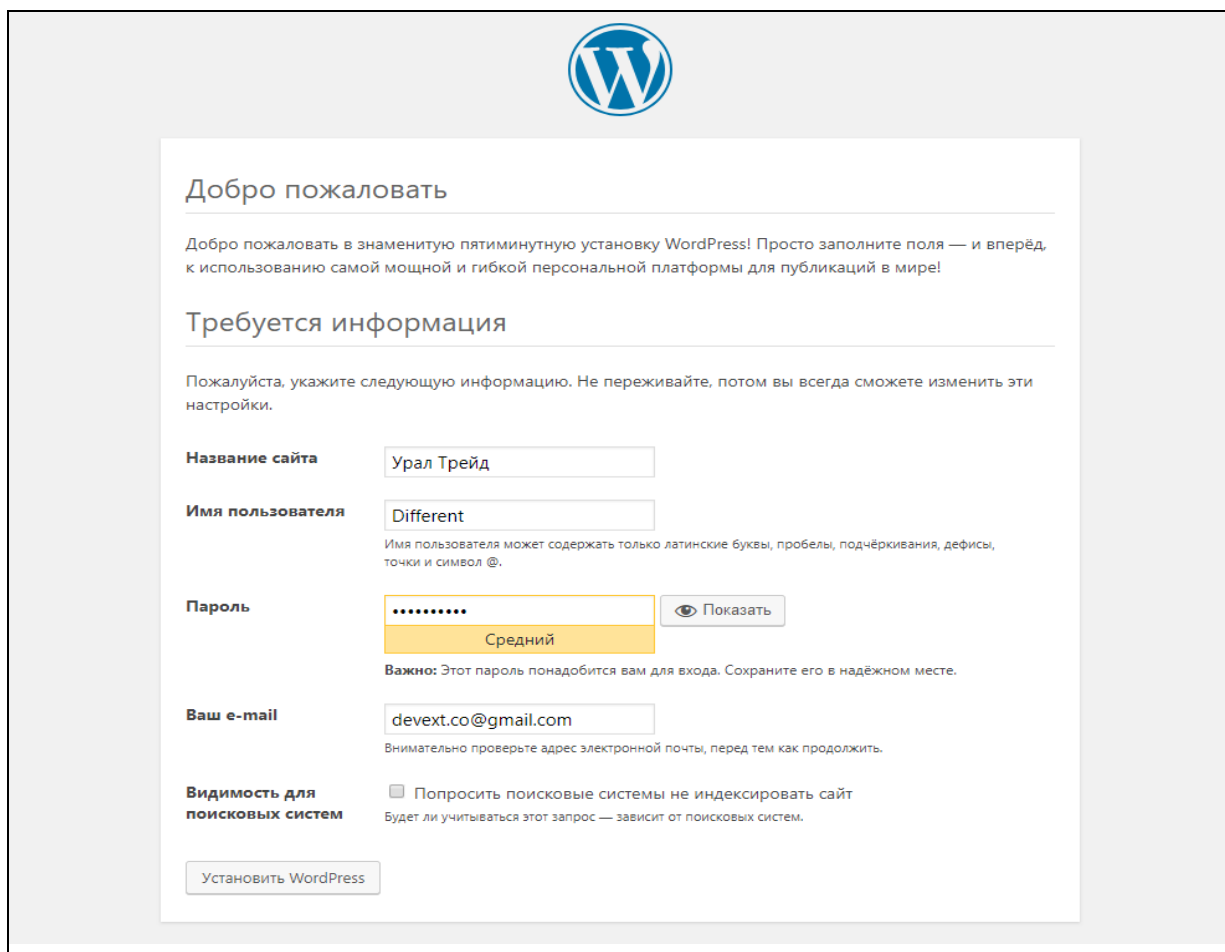 Добро пожаловать
Добро пожаловать в знаменитую пятиминутную установку WordPress! Просто заполните поля — и вперёд,
к использованию самой мощной и гибкой персональной платформы для публикаций в мире!
Требуется информация
Пожалуйста, укажите следующую информацию. Не переживайте, потом вы всегда сможете изменить эти
настройки.
Название сайта
Урал Трейд
Имя пользователя
Different
Имя пользователя может содержать только латинские буквы, пробелы, подчёркивания, дефисы,
точки и символ @.
Пароль
••••••••••
Показать
Средний
Важно: Этот пароль понадобится вам для входа. Сохраните его в надёжном месте.
Ваш e-mail
devext.co@gmail.com
Внимательно проверьте адрес электронной почты, перед тем как продолжить.
Видимость для
поисковых систем
Попросить поисковые системы не индексировать сайт
Будет ли учитываться этот запрос — зависит от поисковых систем.
Установить WordPress